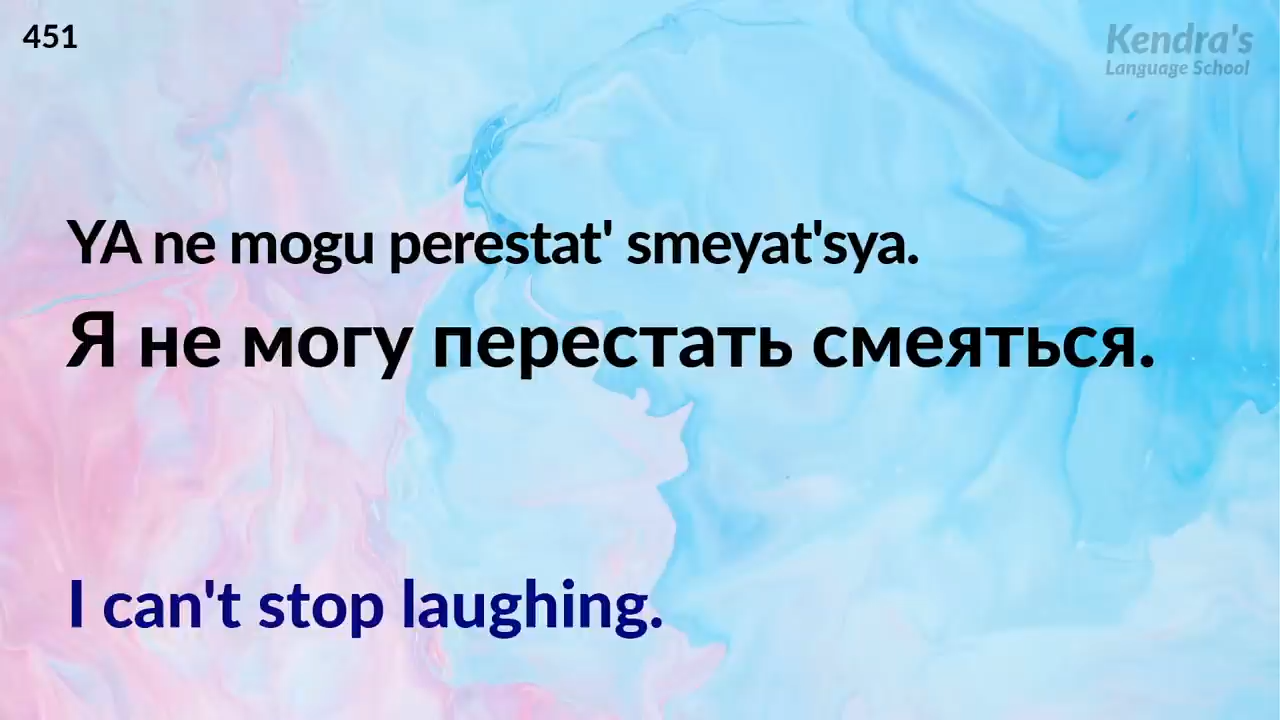 451
Kendra's
Language School
YA ne mogu perestat' smeyat'sya.
Я не могу перестать смеяться.
I can't stop laughing.